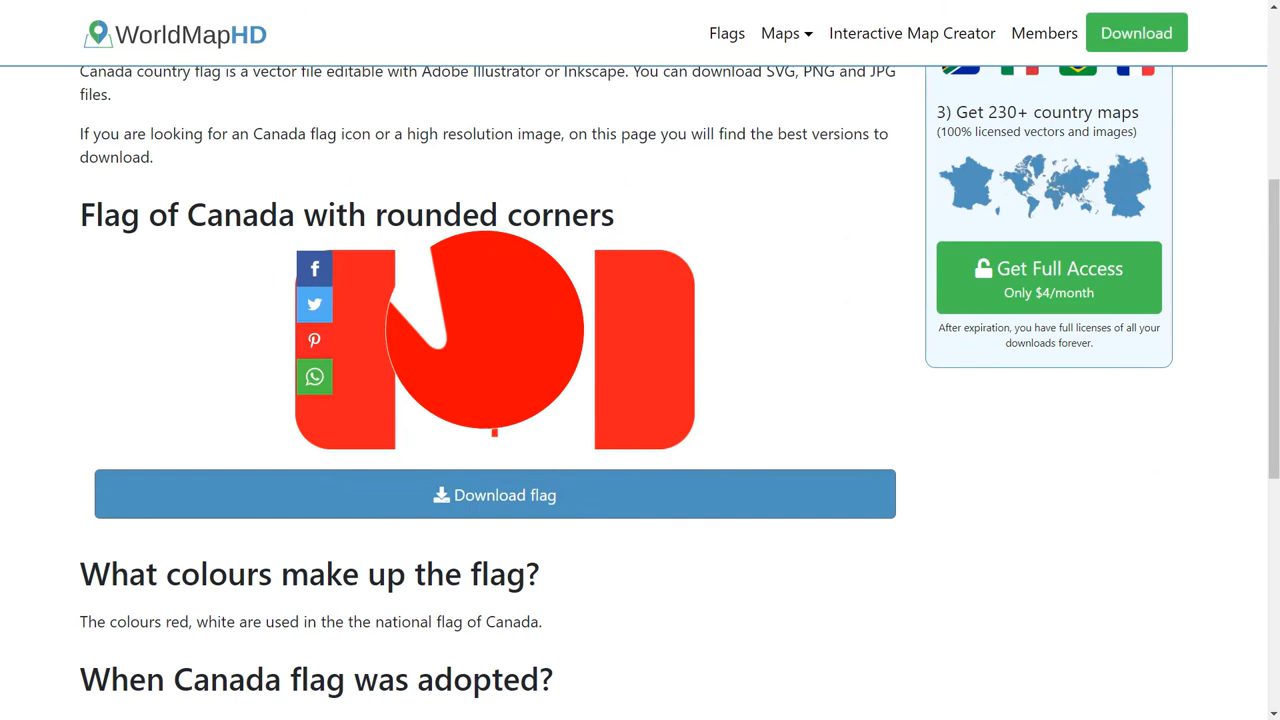 WorldMapHD
Flags
Maps
Interactive Map Creator
Members
Download
Canada country flag is a vector file editable with Adobe Illustrator or Inkscape. You can download SVG, PNG and JPG
files.
If you are looking for an Canada flag icon or a high resolution image, on this page you will find the best versions to
download.
Flag of Canada with rounded corners
Download flag
What colours make up the flag?
The colours red, white are used in the the national flag of Canada.
When Canada flag was adopted?
3) Get 230+ country maps
(100% licensed vectors and images)
Get Full Access
Only $4/month
After expiration, you have full licenses of all your
downloads forever.